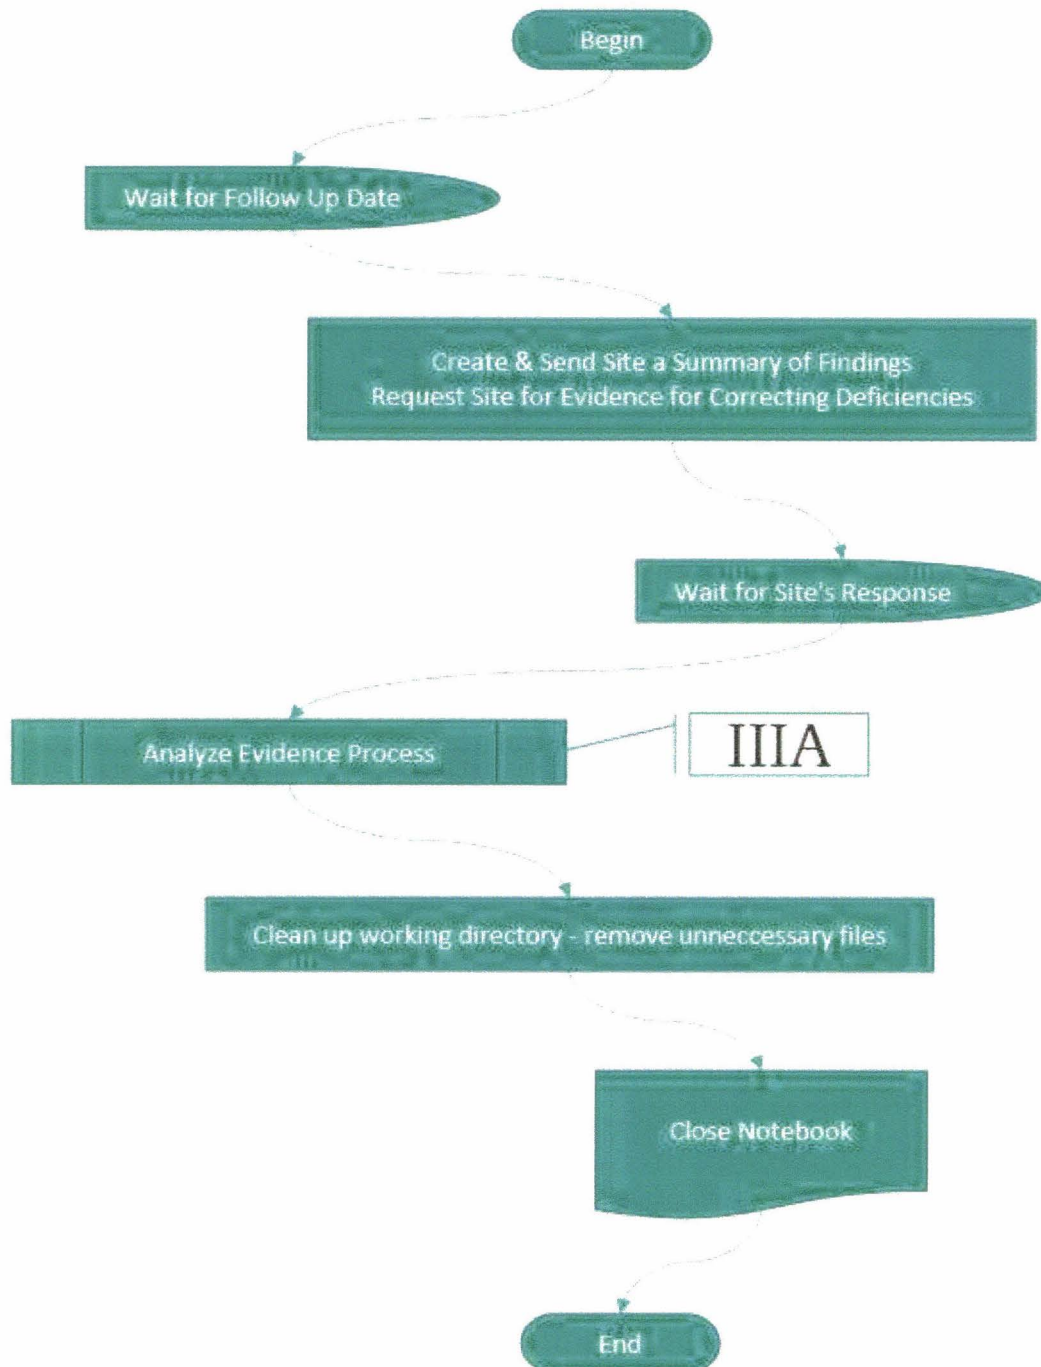 Begin
Wait for Follow Up Date
Create & Send Site a Summary of Findings
Request Site for Evidence for Correcting Deficiencies
Wait for Site's Response
Analyze Evidence Process
IIIA
Clean up working directory - remove unneccessary files
Close Notebook
End